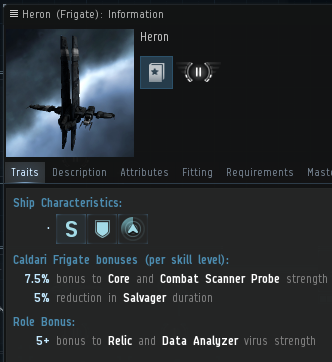 Heron (Frigate): Information
Heron
Traits Description Attributes Fitting Requirements Maste
Ship Characteristics:
· S
Caldari Frigate bonuses (per skill level):
7.5% bonus to Core and Combat Scanner Probe strength
5% reduction in Salvager duration
Role Bonus:
5+ bonus to Relic and Data Analyzer virus strength